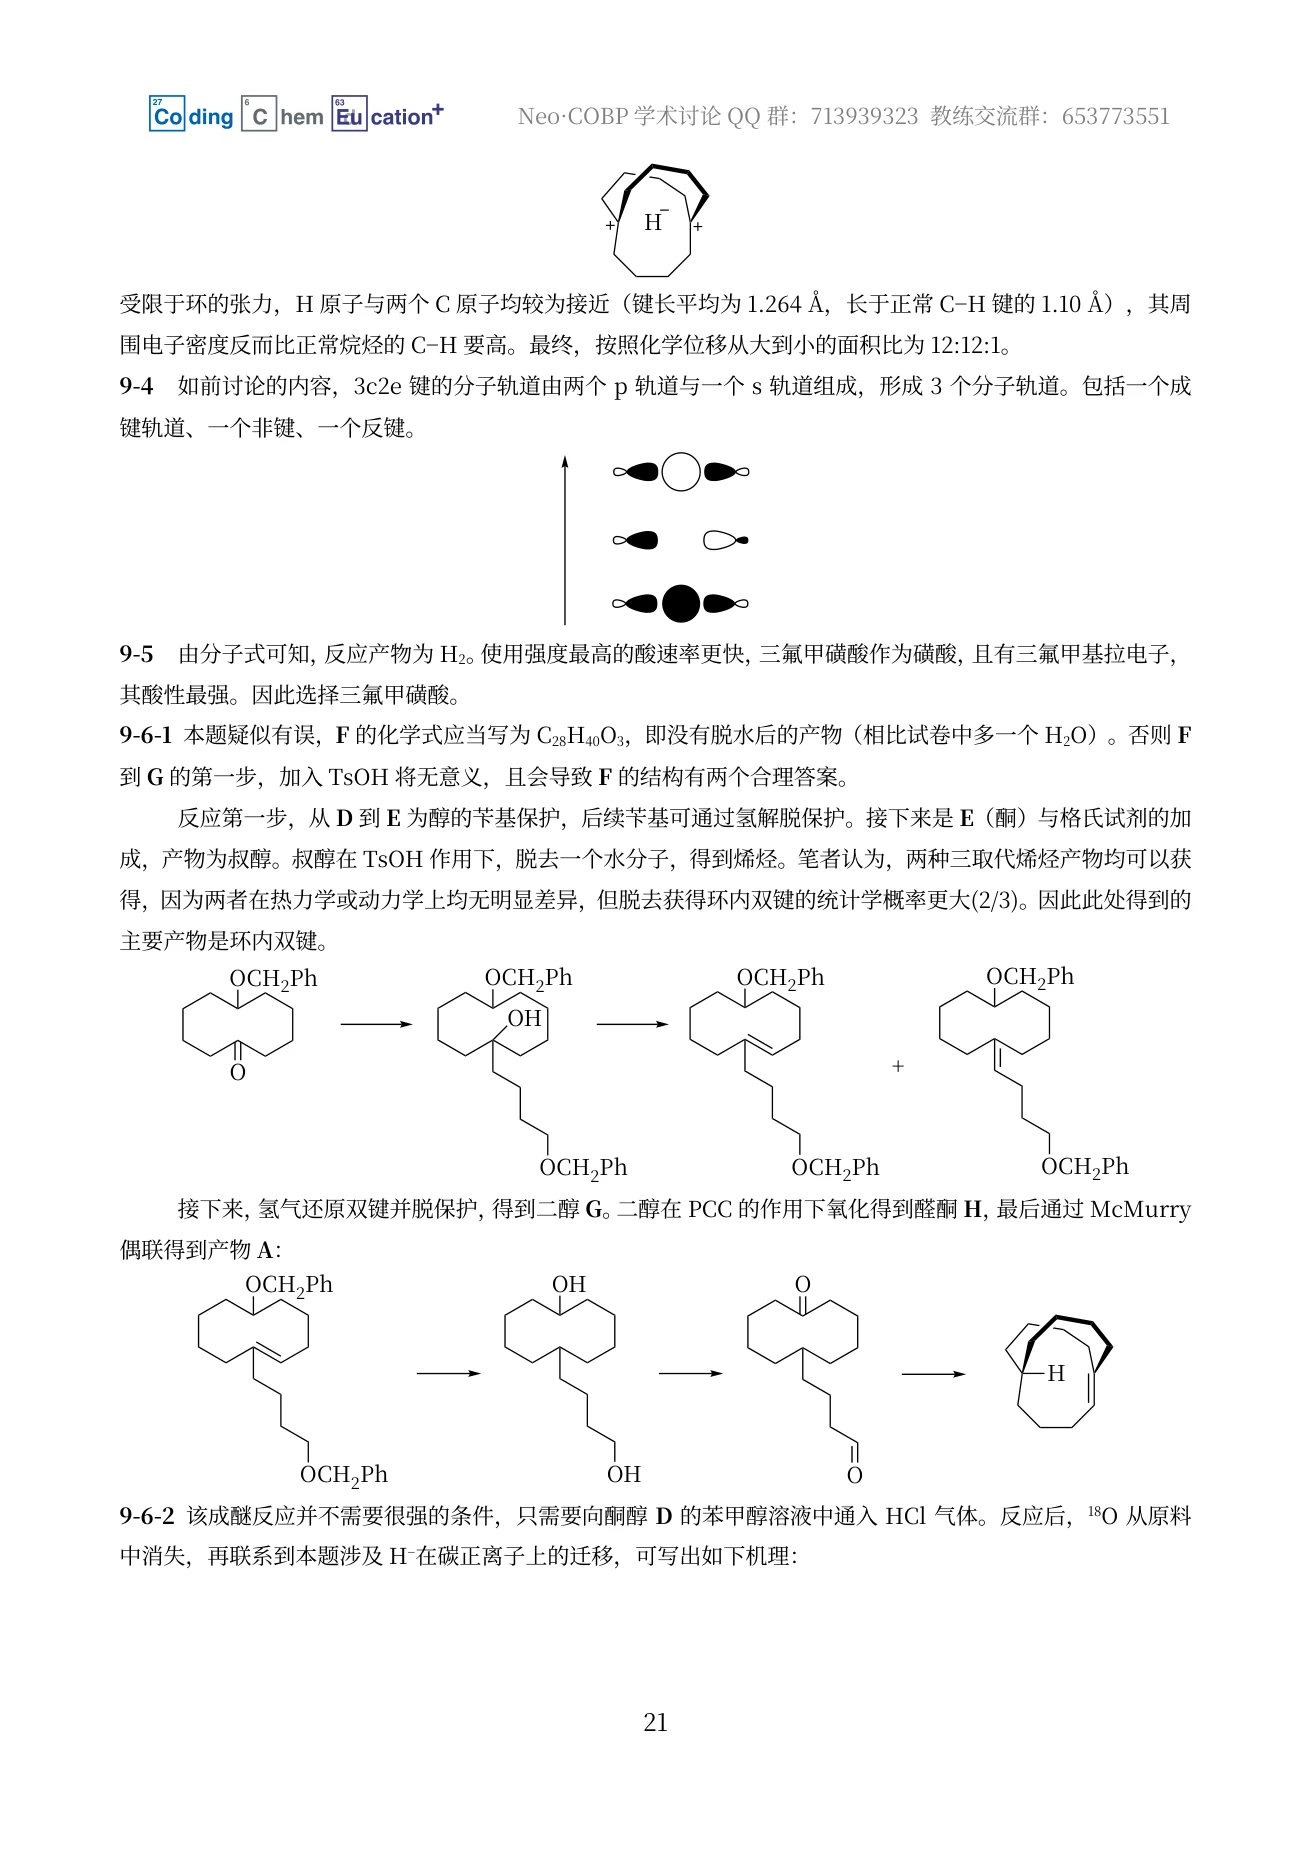 27 Co ding 6 C hem 63 Eu cation+ Neo·COBP 学术讨论 QQ 群：713939323 教练交流群：653773551
H−
+ +
受限于环的张力，H 原子与两个 C 原子均较为接近（键长平均为 1.264 Å，长于正常 C−H 键的 1.10 Å），其周
围电子密度反而比正常烷烃的 C−H 要高。最终，按照化学位移从大到小的面积比为 12:12:1。
9-4 如前讨论的内容，3c2e 键的分子轨道由两个 p 轨道与一个 s 轨道组成，形成 3 个分子轨道。包括一个成
键轨道、一个非键、一个反键。
9-5 由分子式可知，反应产物为 H₂。使用强度最高的酸速率更快，三氟甲磺酸作为磺酸，且有三氟甲基拉电子，
其酸性最强。因此选择三氟甲磺酸。
9-6-1 本题疑似有误，F 的化学式应当写为 C₂₈H₄₀O₃，即没有脱水后的产物（相比试卷中多一个 H₂O）。否则 F
到 G 的第一步，加入 TsOH 将无意义，且会导致 F 的结构有两个合理答案。
反应第一步，从 D 到 E 为醇的苄基保护，后续苄基可通过氢解脱保护。接下来是 E（酮）与格氏试剂的加
成，产物为叔醇。叔醇在 TsOH 作用下，脱去一个水分子，得到烯烃。笔者认为，两种三取代烯烃产物均可以获
得，因为两者在热力学或动力学上均无明显差异，但脱去获得环内双键的统计学概率更大(2/3)。因此此处得到的
主要产物是环内双键。
OCH₂Ph OCH₂Ph OCH₂Ph OCH₂Ph
OH
O +
OCH₂Ph OCH₂Ph OCH₂Ph
接下来，氢气还原双键并脱保护，得到二醇 G。二醇在 PCC 的作用下氧化得到醛酮 H，最后通过 McMurry
偶联得到产物 A：
OCH₂Ph OH O
H
OCH₂Ph OH O
9-6-2 该成醚反应并不需要很强的条件，只需要向酮醇 D 的苯甲醇溶液中通入 HCl 气体。反应后，¹⁸O 从原料
中消失，再联系到本题涉及 H⁻在碳正离子上的迁移，可写出如下机理：
21